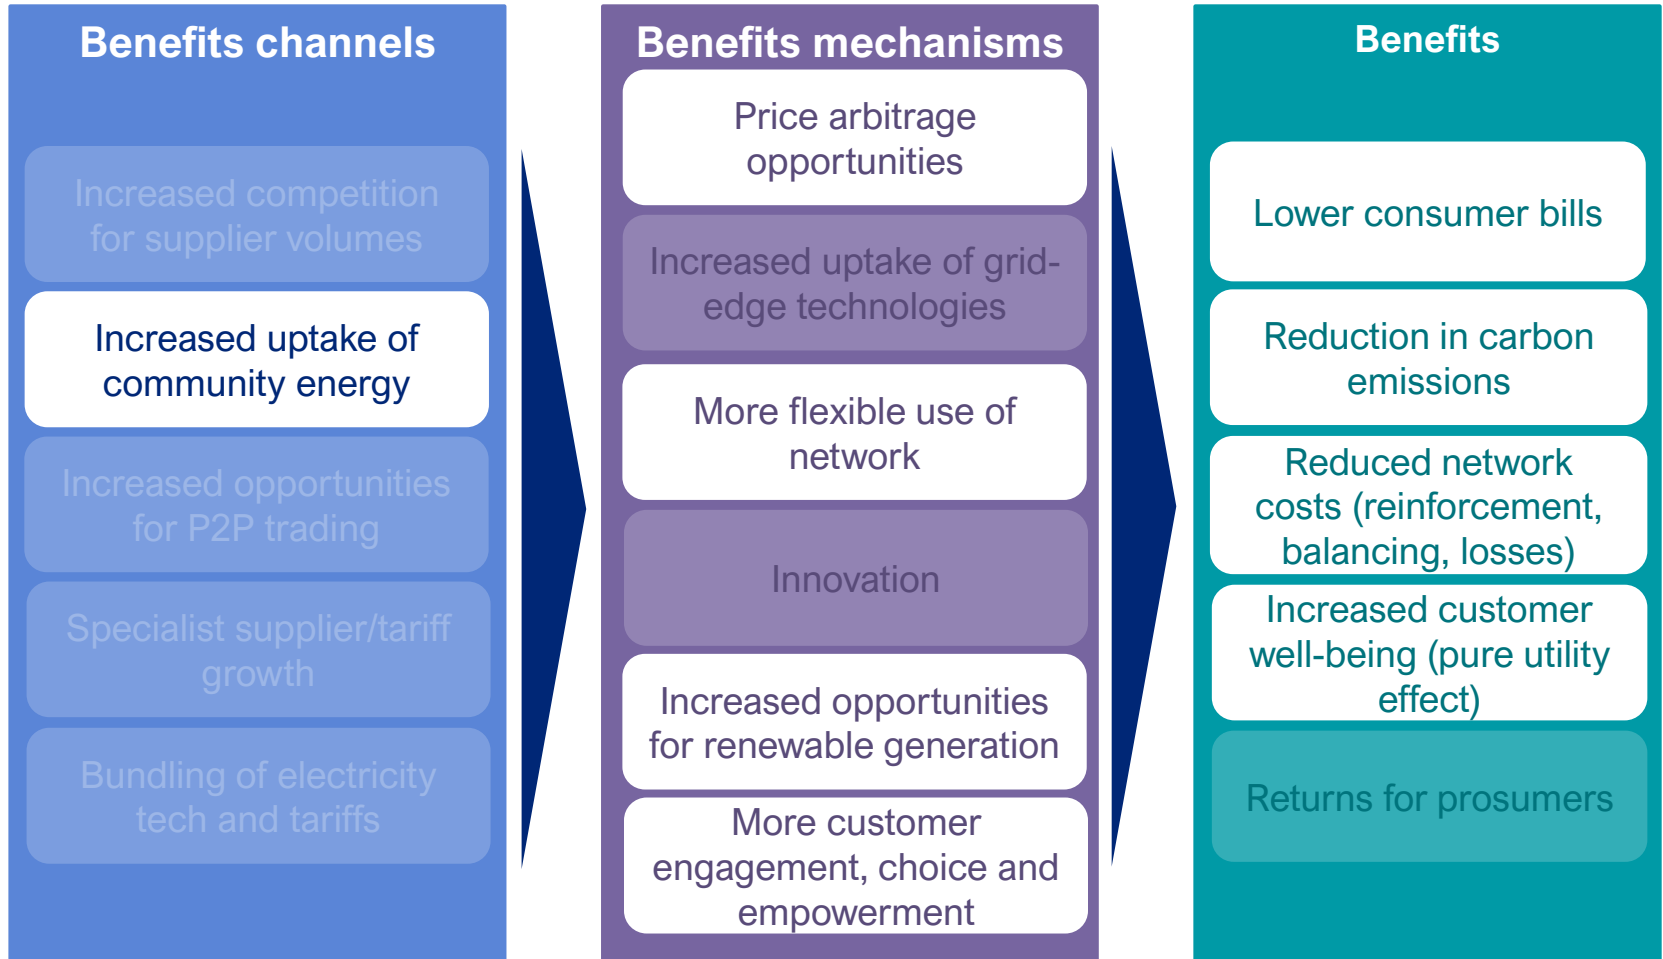 Benefits channels
Increased competition
for supplier volumes
Increased uptake of
community energy
Increased opportunities
for P2P trading
Specialist supplier/tariff
growth
Bundling of electricity
tech and tariffs
Benefits mechanisms
Price arbitrage
opportunities
Increased uptake of grid-
edge technologies
More flexible use of
network
Innovation
Increased opportunities
for renewable generation
More customer
engagement, choice and
empowerment
Benefits
Lower consumer bills
Reduction in carbon
emissions
Reduced network
costs (reinforcement,
balancing, losses)
Increased customer
well-being (pure utility
effect)
Returns for prosumers